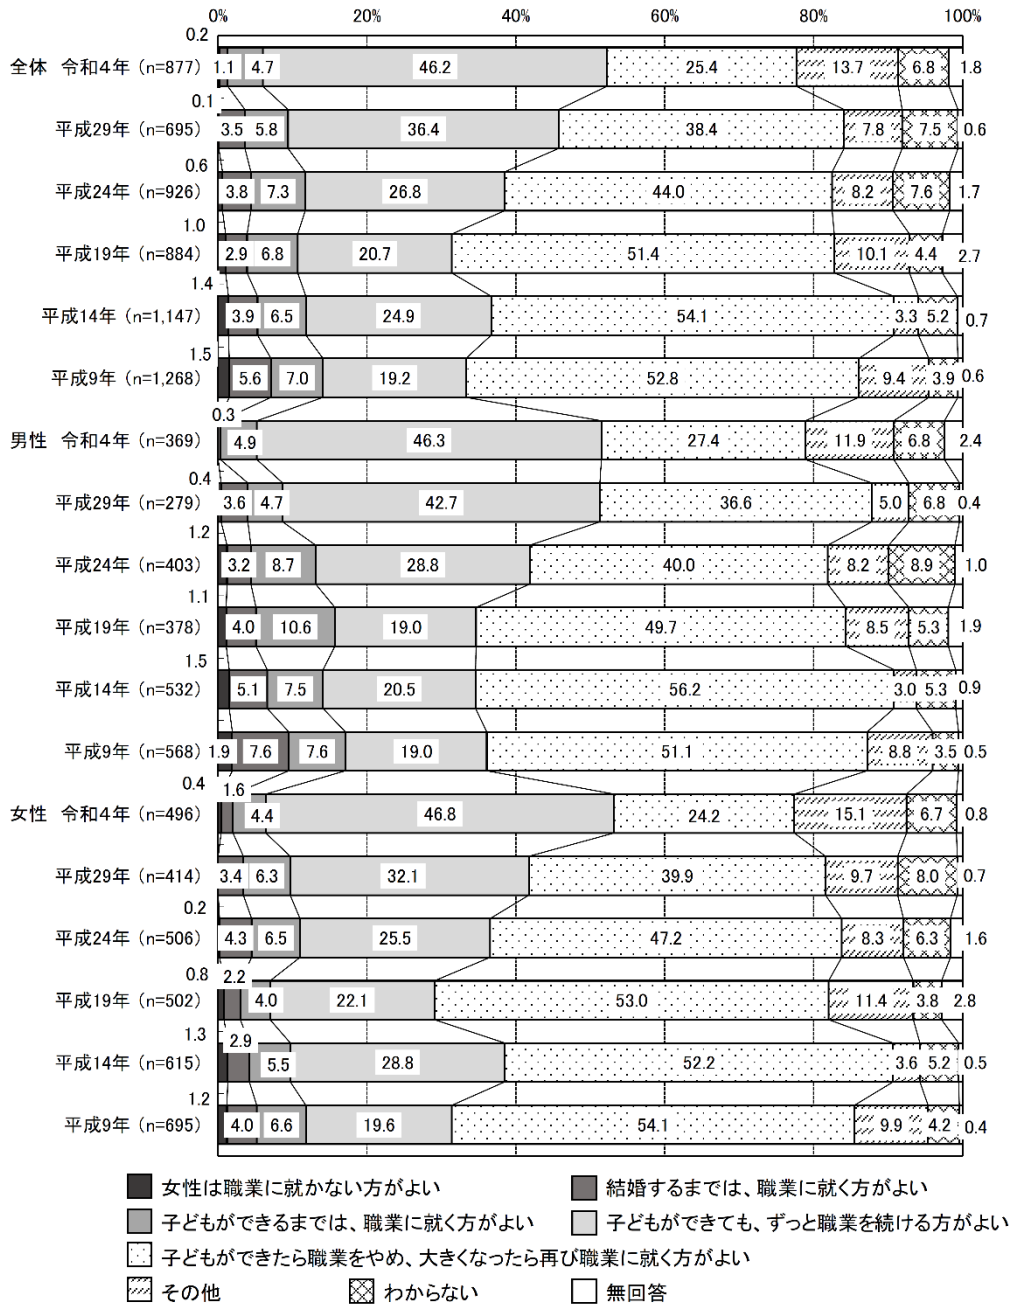 0% 20% 40% 60% 80% 100%
0.2
全体 令和4年 (n=877) 1.1 4.7 46.2 25.4 13.7 6.8 1.8
0.1
平成29年 (n=695) 3.5 5.8 36.4 38.4 7.8 7.5 0.6
0.6
平成24年 (n=926) 3.8 7.3 26.8 44.0 8.2 7.6 1.7
1.0
平成19年 (n=884) 2.9 6.8 20.7 51.4 10.1 4.4 2.7
1.4
平成14年 (n=1,147) 3.9 6.5 24.9 54.1 3.3 5.2 0.7
1.5
平成9年 (n=1,268) 5.6 7.0 19.2 52.8 9.4 3.9 0.6
0.3
男性 令和4年 (n=369) 4.9 46.3 27.4 11.9 6.8 2.4
0.4
平成29年 (n=279) 3.6 4.7 42.7 36.6 5.0 6.8 0.4
1.2
平成24年 (n=403) 3.2 8.7 28.8 40.0 8.2 8.9 1.0
1.1
平成19年 (n=378) 4.0 10.6 19.0 49.7 8.5 5.3 1.9
1.5
平成14年 (n=532) 5.1 7.5 20.5 56.2 3.0 5.3 0.9
平成9年 (n=568) 1.9 7.6 7.6 19.0 51.1 8.8 3.5 0.5
0.4 1.6
女性 令和4年 (n=496) 4.4 46.8 24.2 15.1 6.7 0.8
平成29年 (n=414) 3.4 6.3 32.1 39.9 9.7 8.0 0.7
0.2
平成24年 (n=506) 4.3 6.5 25.5 47.2 8.3 6.3 1.6
0.8 2.2
平成19年 (n=502) 4.0 22.1 53.0 11.4 3.8 2.8
1.3 2.9
平成14年 (n=615) 5.5 28.8 52.2 3.6 5.2 0.5
1.2
平成9年 (n=695) 4.0 6.6 19.6 54.1 9.9 4.2 0.4
女性は職業に就かない方がよい 結婚するまでは、職業に就く方がよい
子どもができるまでは、職業に就く方がよい 子どもができても、ずっと職業を続ける方がよい
子どもができたら職業をやめ、大きくなったら再び職業に就く方がよい
その他 わからない 無回答